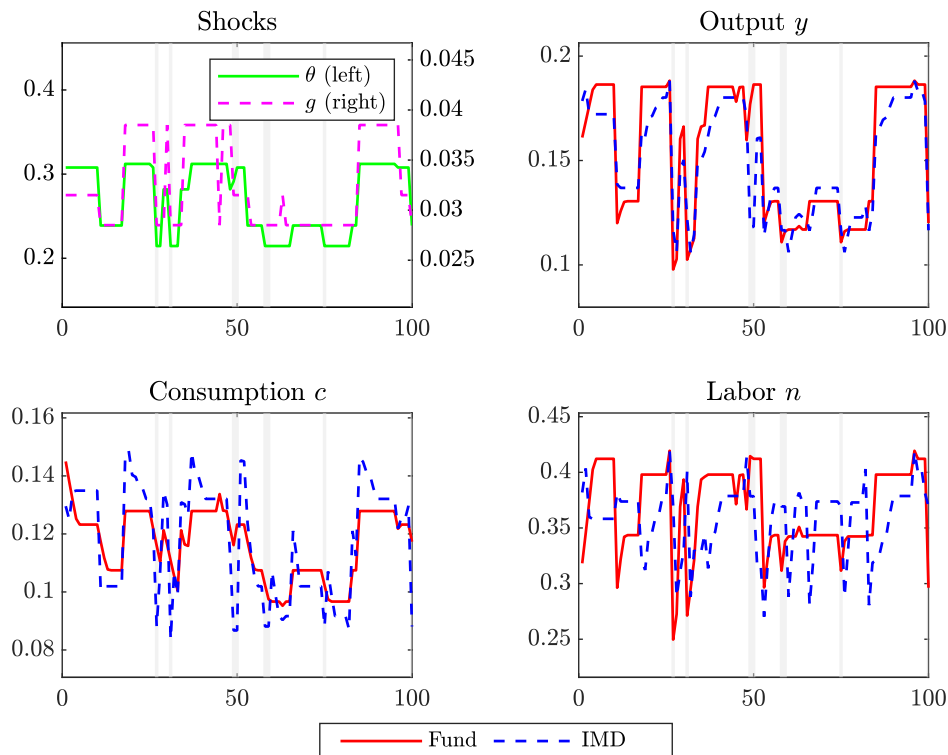 Shocks
Output y
0.4
0.3
0.2
0.045
0.04
0.035
0.03
0.025
θ (left)
g (right)
0.2
0.15
0.1
0 50 100
0 50 100
Consumption c
Labor n
0.16
0.14
0.12
0.1
0.08
0.45
0.4
0.35
0.3
0.25
0 50 100
0 50 100
Fund IMD